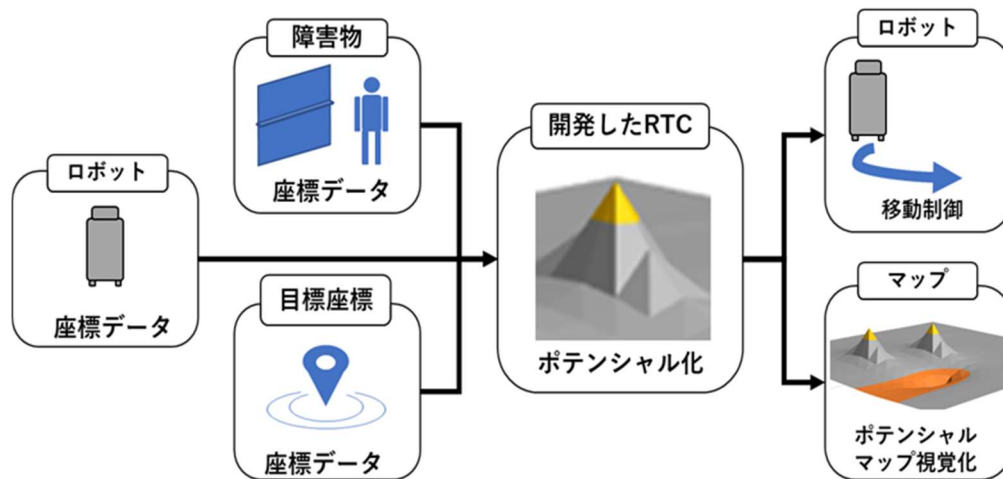 ロボット
座標データ
障害物
座標データ
目標座標
座標データ
開発したRTC
ポテンシャル化
ロボット
移動制御
マップ
ポテンシャル
マップ視覚化